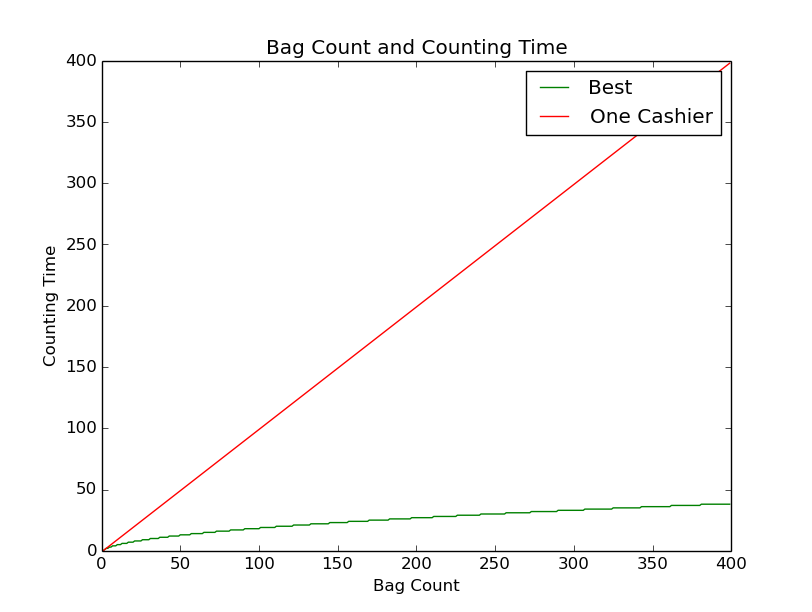 Bag Count and Counting Time
400
350
300
250
200
150
100
50
0
Counting Time
Best
One Cashier
0 50 100 150 200 250 300 350 400
Bag Count